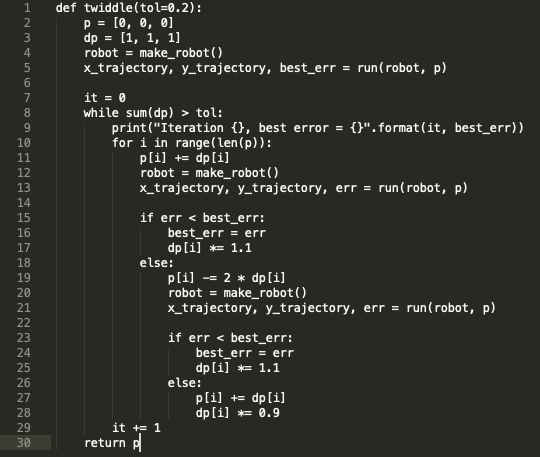 1 def twiddle(tol=0.2):
2     p = [0, 0, 0]
3     dp = [1, 1, 1]
4     robot = make_robot()
5     x_trajectory, y_trajectory, best_err = run(robot, p)
6
7     it = 0
8     while sum(dp) > tol:
9         print("Iteration {}, best error = {}".format(it, best_err))
10         for i in range(len(p)):
11             p[i] += dp[i]
12             robot = make_robot()
13             x_trajectory, y_trajectory, err = run(robot, p)
14
15             if err < best_err:
16                 best_err = err
17                 dp[i] *= 1.1
18             else:
19                 p[i] -= 2 * dp[i]
20                 robot = make_robot()
21                 x_trajectory, y_trajectory, err = run(robot, p)
22
23                 if err < best_err:
24                     best_err = err
25                     dp[i] *= 1.1
26                 else:
27                     p[i] += dp[i]
28                     dp[i] *= 0.9
29         it += 1
30     return p